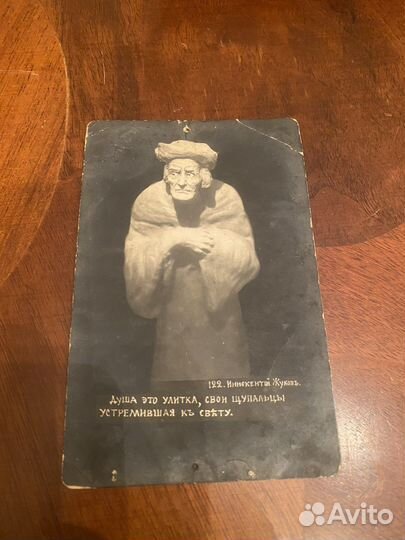 122. Иннокентій Жуковъ.
Душа это улитка, свои щупальцы
устремившая къ свѣту.
Avito